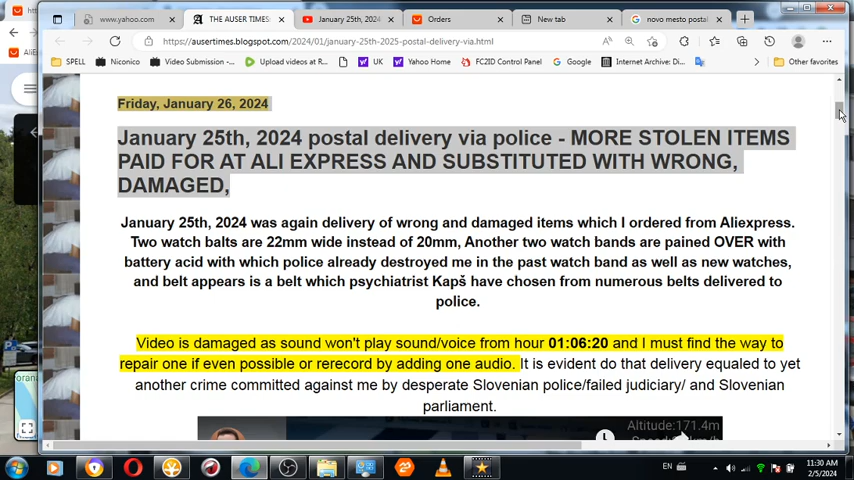 www.yahoo.com
THE AUSER TIMES:
January 25th, 2024
Orders
New tab
novo mesto postal
https://ausertimes.blogspot.com/2024/01/january-25th-2025-postal-delivery-via.html
SPELL
Niconico
Video Submission -...
Upload videos at R...
UK
Yahoo Home
FC2ID Control Panel
Google
Internet Archive: Di...
Other favorites
Friday, January 26, 2024
January 25th, 2024 postal delivery via police - MORE STOLEN ITEMS
PAID FOR AT ALI EXPRESS AND SUBSTITUTED WITH WRONG,
DAMAGED,
January 25th, 2024 was again delivery of wrong and damaged items which I ordered from Aliexpress.
Two watch balts are 22mm wide instead of 20mm, Another two watch bands are pained OVER with
battery acid with which police already destroyed me in the past watch band as well as new watches,
and belt appears is a belt which psychiatrist Kapš have chosen from numerous belts delivered to
police.
Video is damaged as sound won't play sound/voice from hour 01:06:20 and I must find the way to
repair one if even possible or rerecord by adding one audio. It is evident do that delivery equaled to yet
another crime committed against me by desperate Slovenian police/failed judiciary/ and Slovenian
parliament.
Altitude:171.4m
EN
11:30 AM
2/5/2024